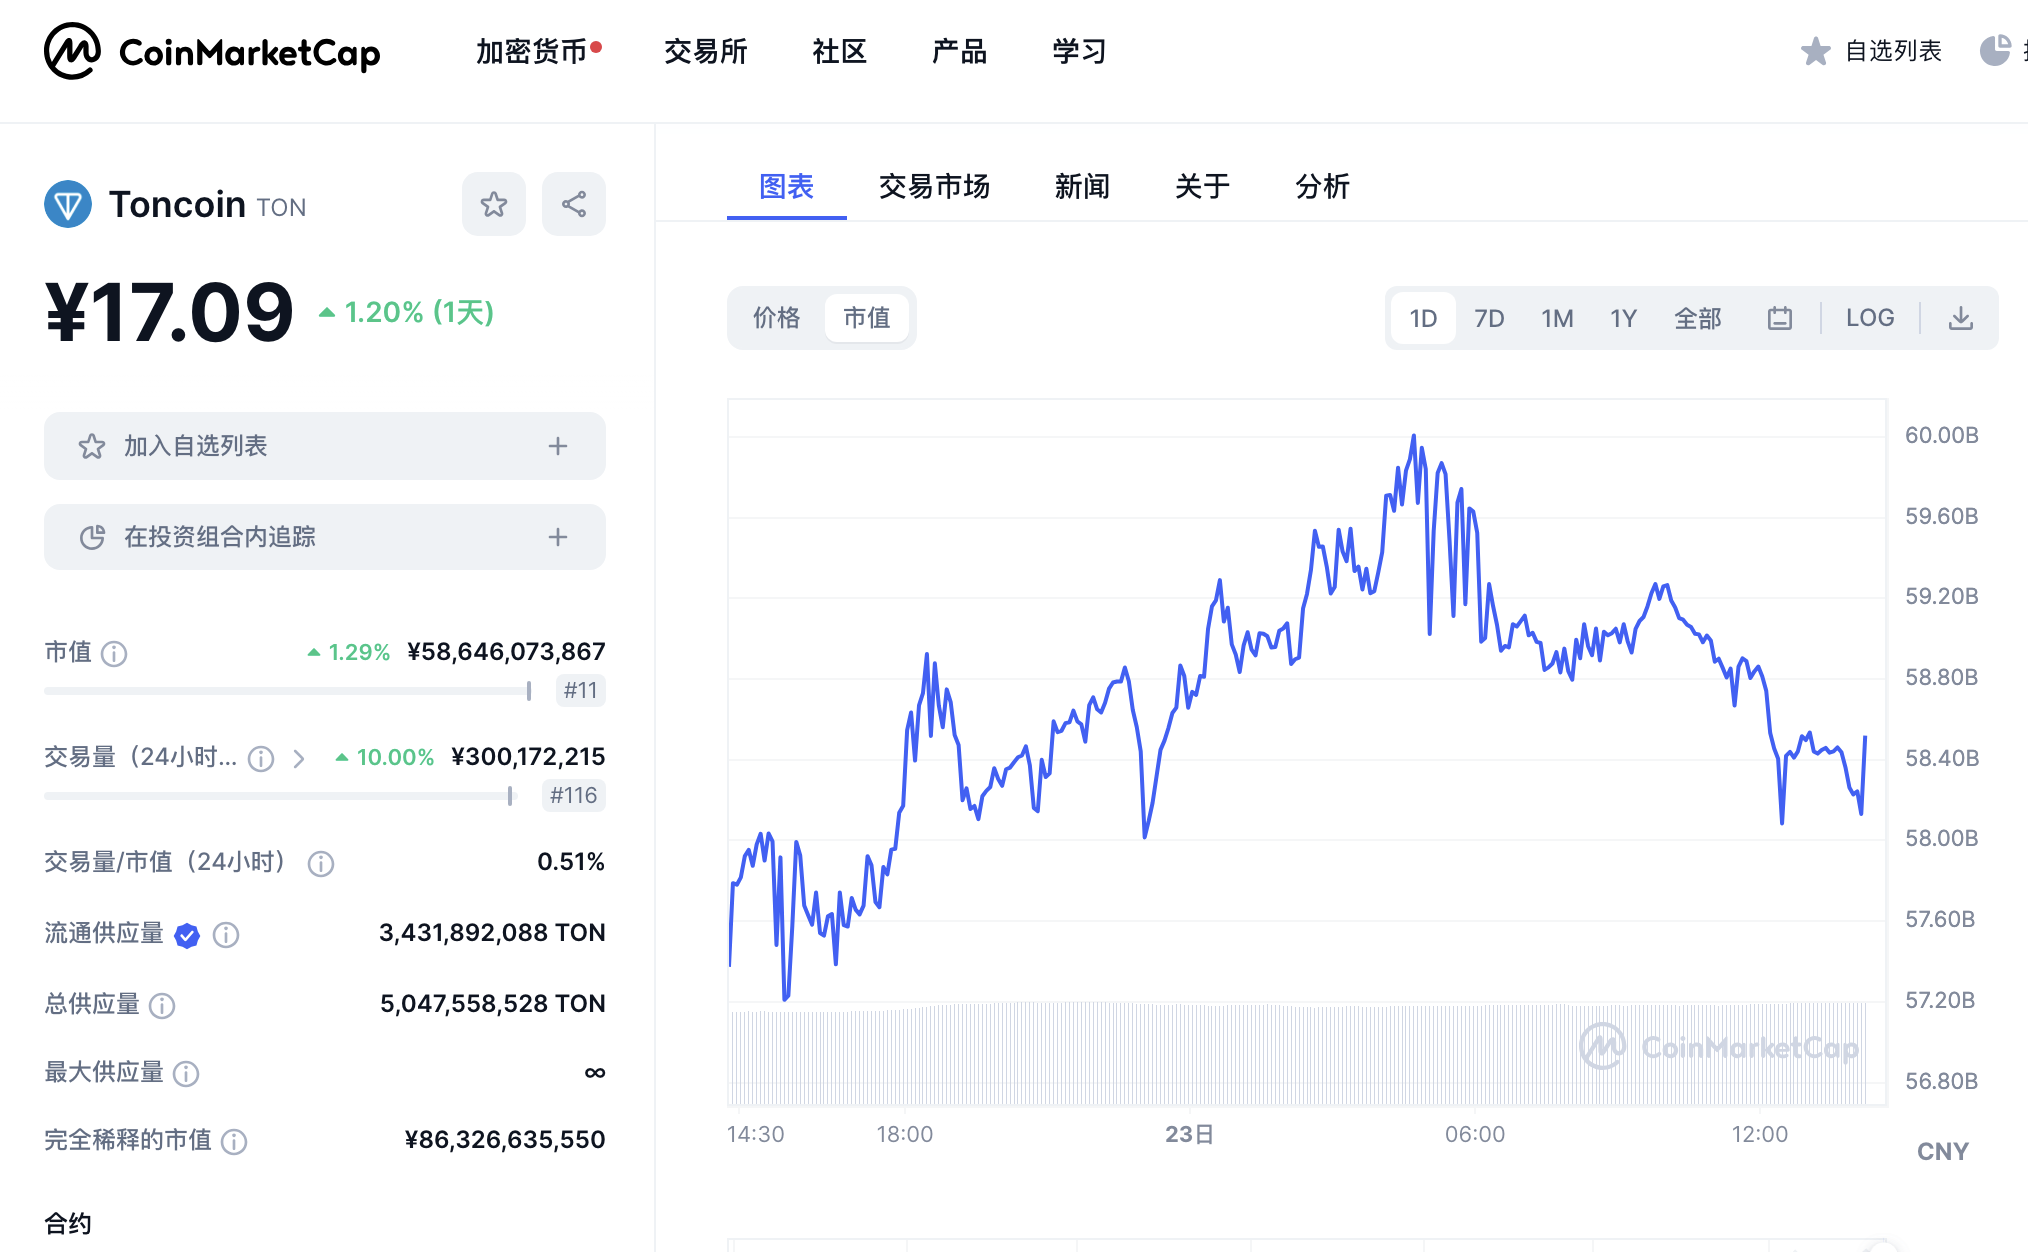 CoinMarketCap 加密货币 交易所 社区 产品 学习 自选列表
Toncoin TON
¥17.09 1.20% (1天)
加入自选列表
在投资组合内追踪
市值 1.29% ¥58,646,073,867
#11
交易量（24小时... 10.00% ¥300,172,215
#116
交易量/市值（24小时） 0.51%
流通供应量 3,431,892,088 TON
总供应量 5,047,558,528 TON
最大供应量 ∞
完全稀释的市值 ¥86,326,635,550
合约
图表 交易市场 新闻 关于 分析
价格 市值 1D 7D 1M 1Y 全部 LOG
60.00B
59.60B
59.20B
58.80B
58.40B
58.00B
57.60B
57.20B
CoinMarketCap
56.80B
14:30 18:00 23日 06:00 12:00
CNY